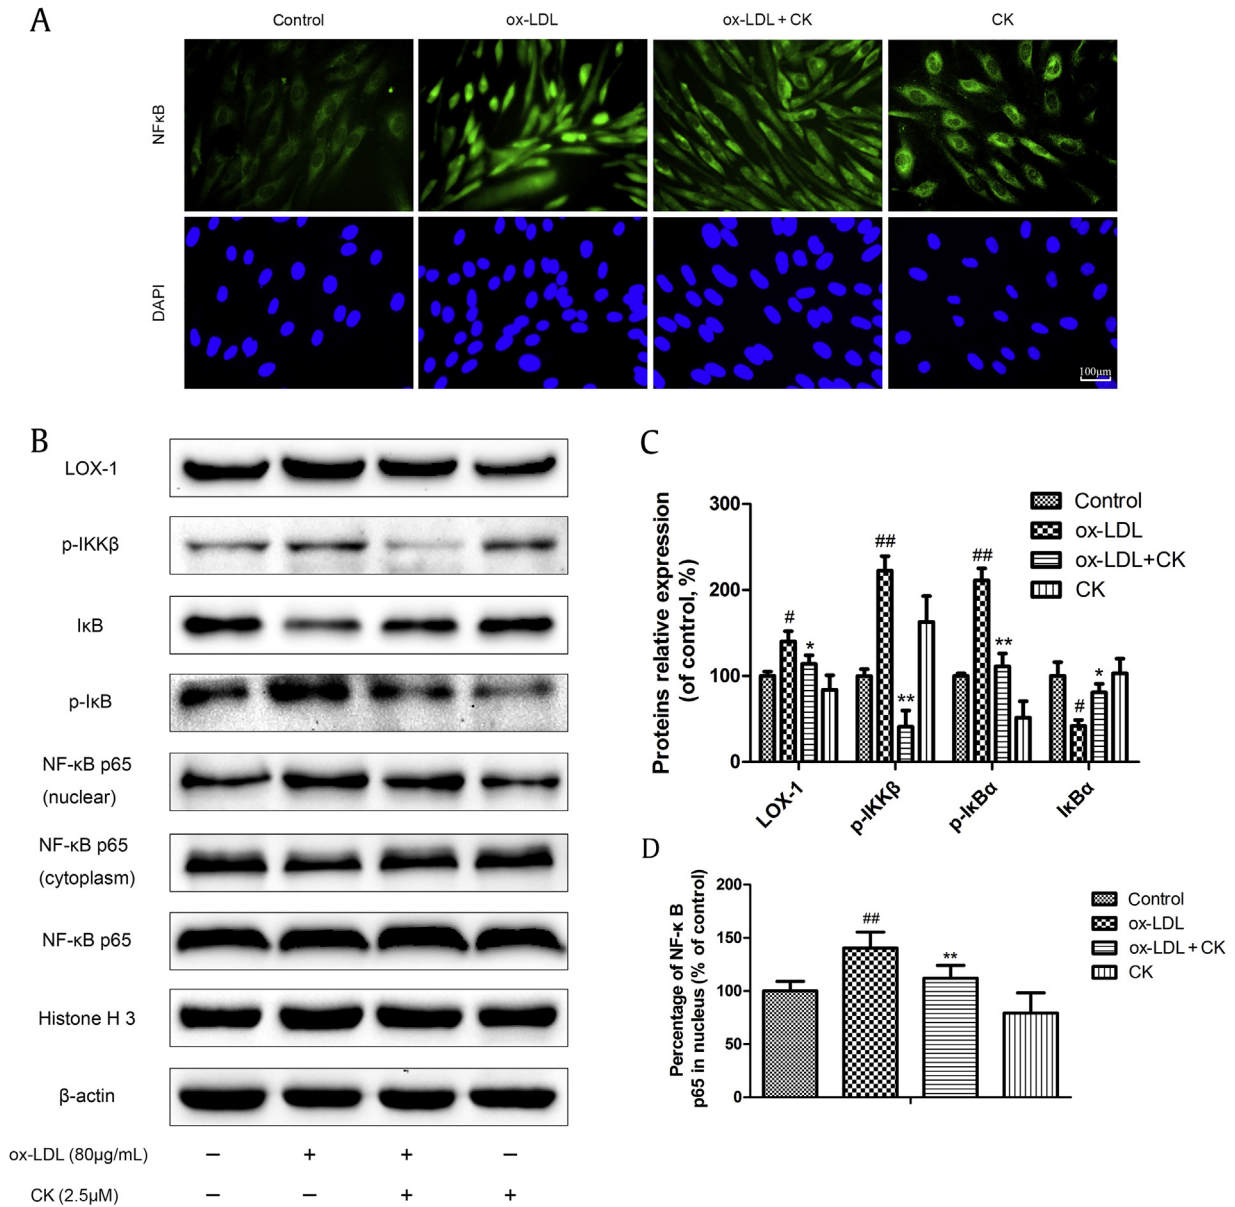 A
Control
ox-LDL
ox-LDL + CK
CK
NFκB
DAPI
100μm
B
LOX-1
p-IKKβ
IκB
p-IκB
NF-κB p65
(nuclear)
NF-κB p65
(cytoplasm)
NF-κB p65
Histone H 3
β-actin
ox-LDL (80μg/mL) − + + −
CK (2.5μM) − − + +
C
Proteins relative expression
(of control, %)
300
200
100
0
#
*
##
**
##
**
#
*
LOX-1
p-IKKβ
p-IκBα
IκBα
Control
ox-LDL
ox-LDL+CK
CK
D
Percentage of NF-κ B
p65 in nucleus (% of control)
200
150
100
50
0
##
**
Control
ox-LDL
ox-LDL + CK
CK